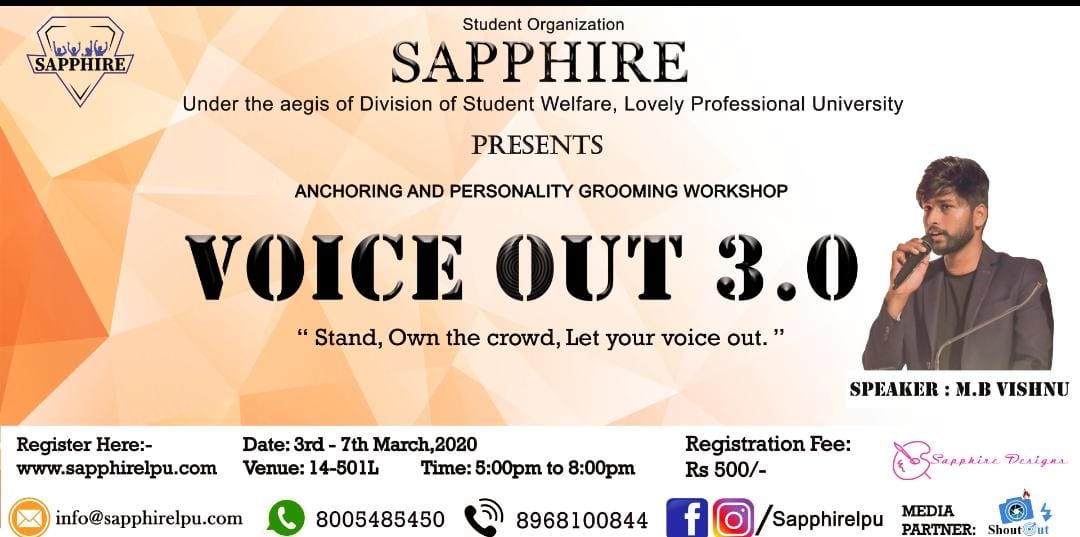 SAPPHIRE
Student Organization
SAPPHIRE
Under the aegis of Division of Student Welfare, Lovely Professional University
PRESENTS
ANCHORING AND PERSONALITY GROOMING WORKSHOP
VOICE OUT 3.0
“ Stand, Own the crowd, Let your voice out. ”
SPEAKER : M.B VISHNU
Register Here:-
www.sapphirelpu.com
Date: 3rd - 7th March,2020
Venue: 14-501L Time: 5:00pm to 8:00pm
Registration Fee:
Rs 500/-
Sapphire Designs
info@sapphirelpu.com
8005485450
8968100844
/Sapphirelpu
MEDIA
PARTNER:
ShoutOut